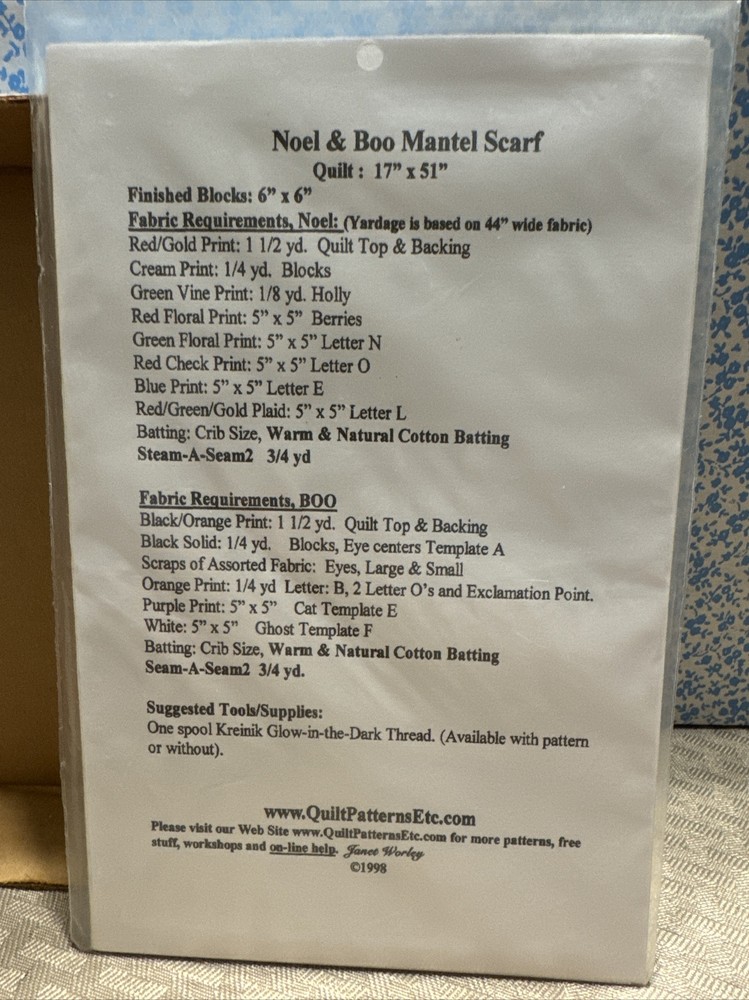 Noel & Boo Mantel Scarf
Quilt : 17" x 51"
Finished Blocks: 6" x 6"
Fabric Requirements, Noel: (Yardage is based on 44" wide fabric)
Red/Gold Print: 1 1/2 yd. Quilt Top & Backing
Cream Print: 1/4 yd. Blocks
Green Vine Print: 1/8 yd. Holly
Red Floral Print: 5" x 5" Berries
Green Floral Print: 5" x 5" Letter N
Red Check Print: 5" x 5" Letter O
Blue Print: 5" x 5" Letter E
Red/Green/Gold Plaid: 5" x 5" Letter L
Batting: Crib Size, Warm & Natural Cotton Batting
Steam-A-Seam2 3/4 yd
Fabric Requirements, BOO
Black/Orange Print: 1 1/2 yd. Quilt Top & Backing
Black Solid: 1/4 yd. Blocks, Eye centers Template A
Scraps of Assorted Fabric: Eyes, Large & Small
Orange Print: 1/4 yd Letter: B, 2 Letter O's and Exclamation Point.
Purple Print: 5" x 5" Cat Template E
White: 5" x 5" Ghost Template F
Batting: Crib Size, Warm & Natural Cotton Batting
Seam-A-Seam2 3/4 yd.
Suggested Tools/Supplies:
One spool Kreinik Glow-in-the-Dark Thread. (Available with pattern
or without).
www.QuiltPatternsEtc.com
Please visit our Web Site www.QuiltPatternsEtc.com for more patterns, free
stuff, workshops and on-line help. Janet Worley
©1998